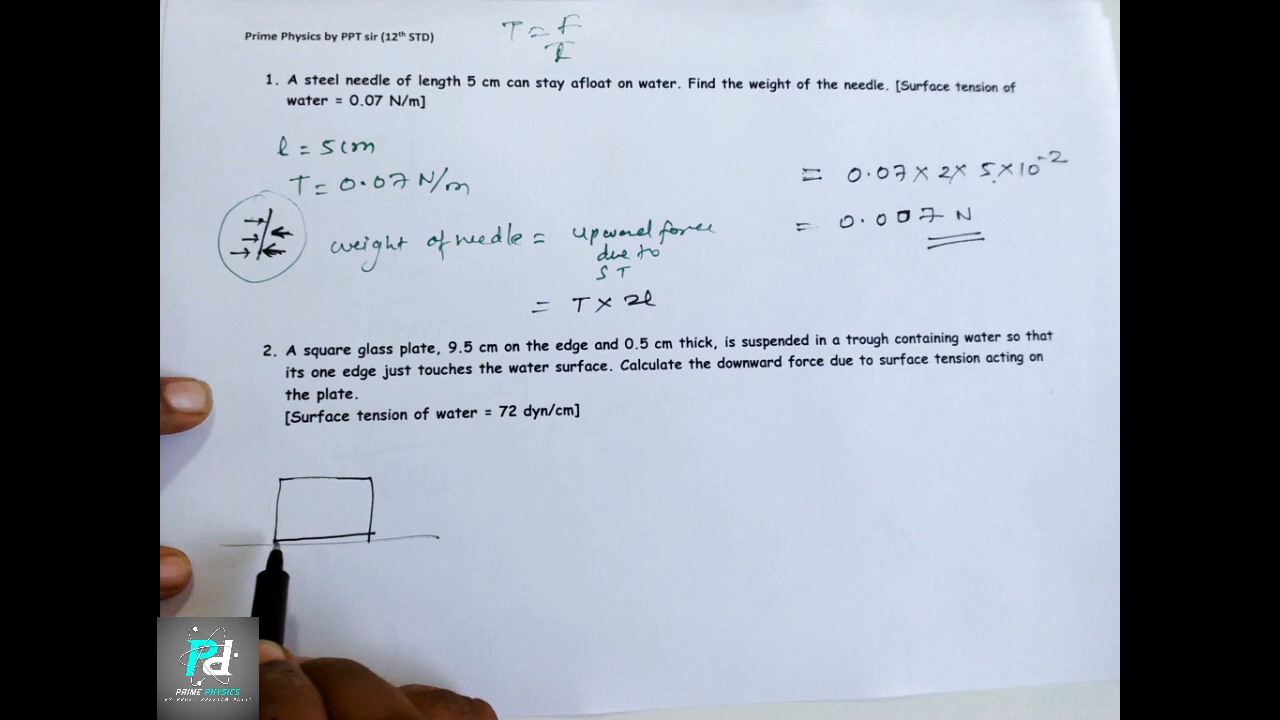 Prime Physics by PPT sir (12th STD)
T = F
l
1. A steel needle of length 5 cm can stay afloat on water. Find the weight of the needle. [Surface tension of
water = 0.07 N/m]
l = 5cm
T = 0.07 N/m
weight of needle = upward force
due to
S T
= T × 2l
= 0.07 × 2 × 5 × 10⁻²
= 0.007 N
2. A square glass plate, 9.5 cm on the edge and 0.5 cm thick, is suspended in a trough containing water so that
its one edge just touches the water surface. Calculate the downward force due to surface tension acting on
the plate.
[Surface tension of water = 72 dyn/cm]
Pd
PRIME PHYSICS